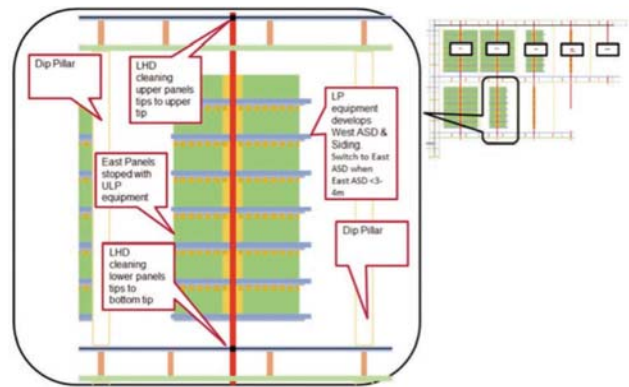 Dip Pillar
LHD
cleaning
upper panels
tips to upper
tip
LP
equipment
develops
West ASD &
Siding.
Switch to East
ASD when
East ASD <3-
4m
East Panels
stoped with
ULP
equipment
LHD
cleaning
lower panels
tips to
bottom tip
Dip Pillar